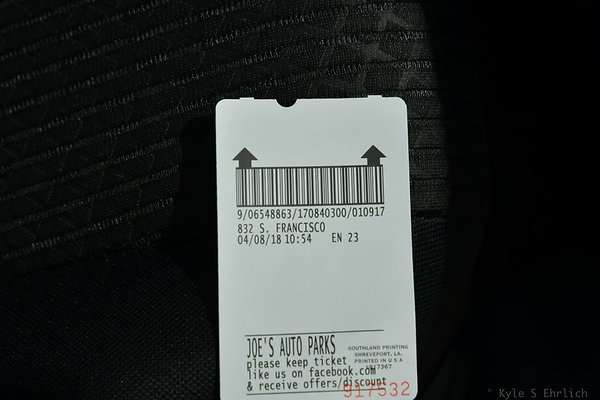 9/06548863/170840300/010917
832 S. FRANCISCO
04/08/18 10:54 EN 23
JOE'S AUTO PARKS
please keep ticket
like us on facebook.com
& receive offers/discount
SOUTHLAND PRINTING
SHREVEPORT, LA.
PRINTED IN U S A
917532
° Kyle S Ehrlich